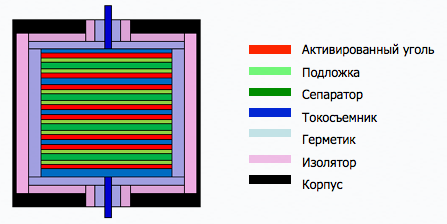 Активированный уголь
Подложка
Сепаратор
Токосъемник
Герметик
Изолятор
Корпус